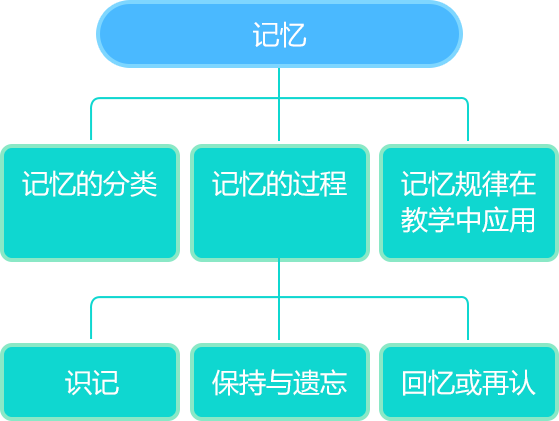 记忆
记忆的分类
记忆的过程
记忆规律在
教学中应用
识记
保持与遗忘
回忆或再认